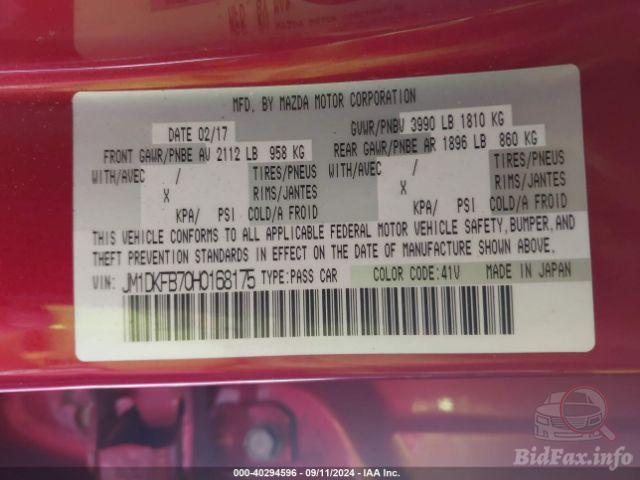 MFD. BY MAZDA MOTOR CORPORATION
DATE 02/17
GVWR/PNBV 3990 LB 1810 KG
FRONT GAWR/PNBE AV 2112 LB 958 KG
REAR GAWR/PNBE AR 1896 LB 860 KG
WITH/AVEC / TIRES/PNEUS WITH/AVEC / TIRES/PNEUS
X RIMS/JANTES X RIMS/JANTES
KPA/ PSI COLD/A FROID KPA/ PSI COLD/A FROID
THIS VEHICLE CONFORMS TO ALL APPLICABLE FEDERAL MOTOR VEHICLE SAFETY,BUMPER,AND
THEFT PREVENTION STANDARDS IN EFFECT ON THE DATE OF MANUFACTURE SHOWN ABOVE.
VIN: JM1DKFB70H0168175 TYPE:PASS CAR COLOR CODE:41V MADE IN JAPAN
BidFax.info
000-40294596 - 09/11/2024 - IAA Inc.